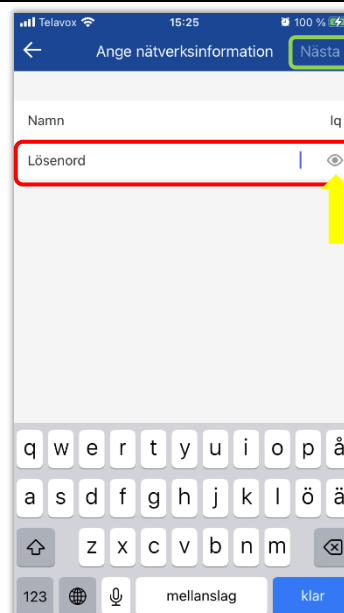 Telavox 15:25 100 %
Ange nätverksinformation Nästa
Namn Iq
Lösenord
q w e r t y u i o p å
a s d f g h j k l ö ä
z x c v b n m
123 mellanslag klar